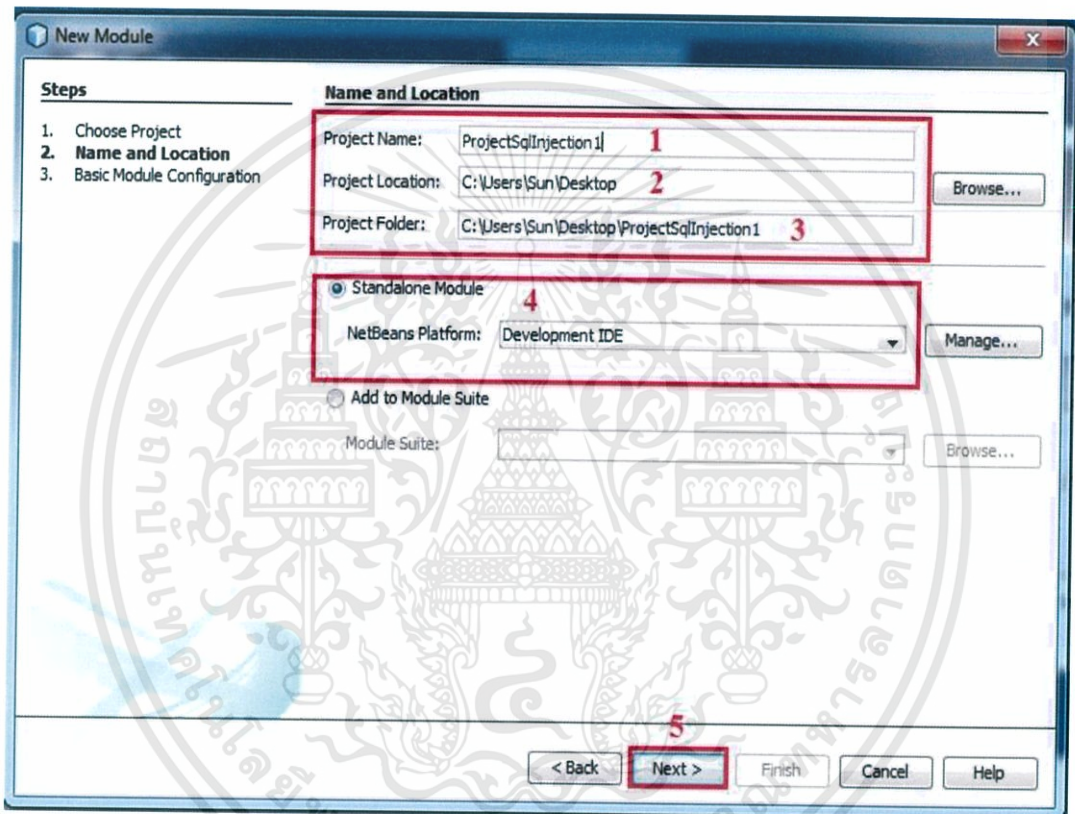 New Module
Steps
1. Choose Project
2. Name and Location
3. Basic Module Configuration
Name and Location
Project Name: ProjectSqlInjection1 1
Project Location: C:\Users\Sun\Desktop 2 Browse...
Project Folder: C:\Users\Sun\Desktop\ProjectSqlInjection1 3
Standalone Module
4
NetBeans Platform: Development IDE Manage...
Add to Module Suite
Module Suite: Browse...
5
< Back Next > Finish Cancel Help